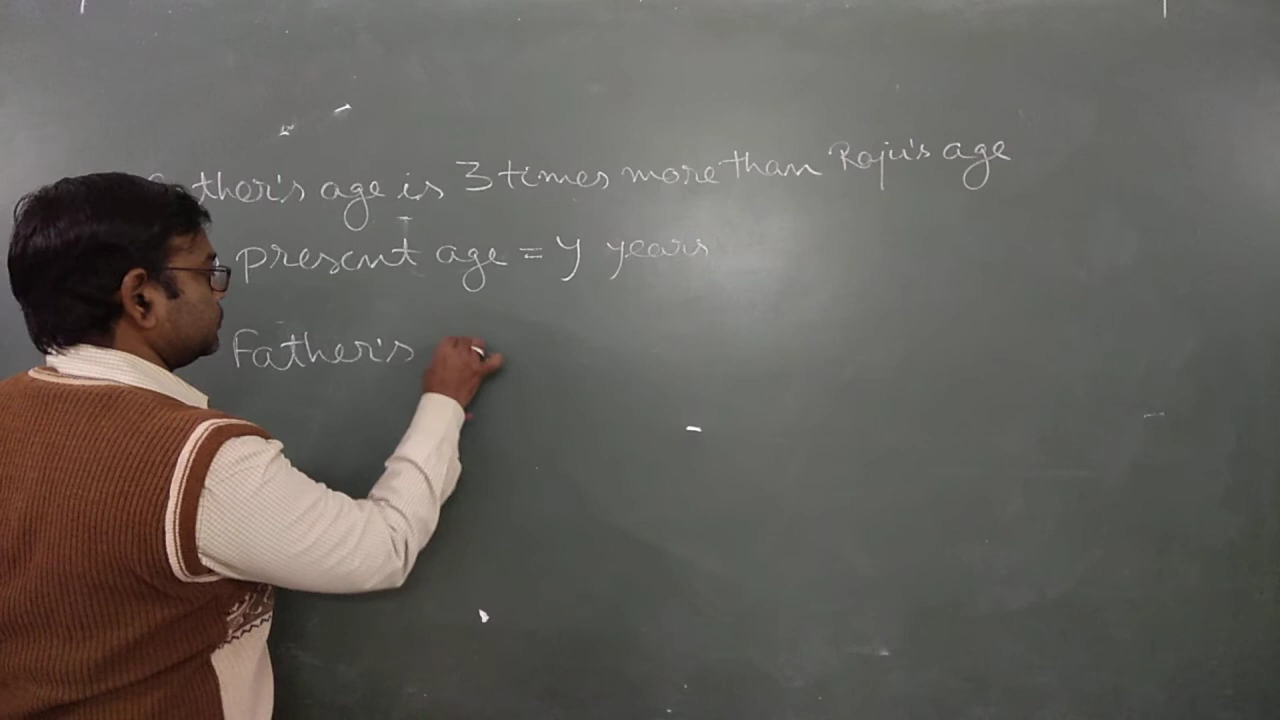 ther's age is 3 times more than Raju's age
present age = y years
Father's